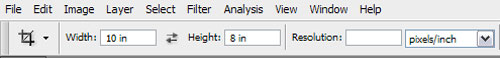 File Edit Image Layer Select Filter Analysis View Window Help
Width: 10 in Height: 8 in Resolution: pixels/inch